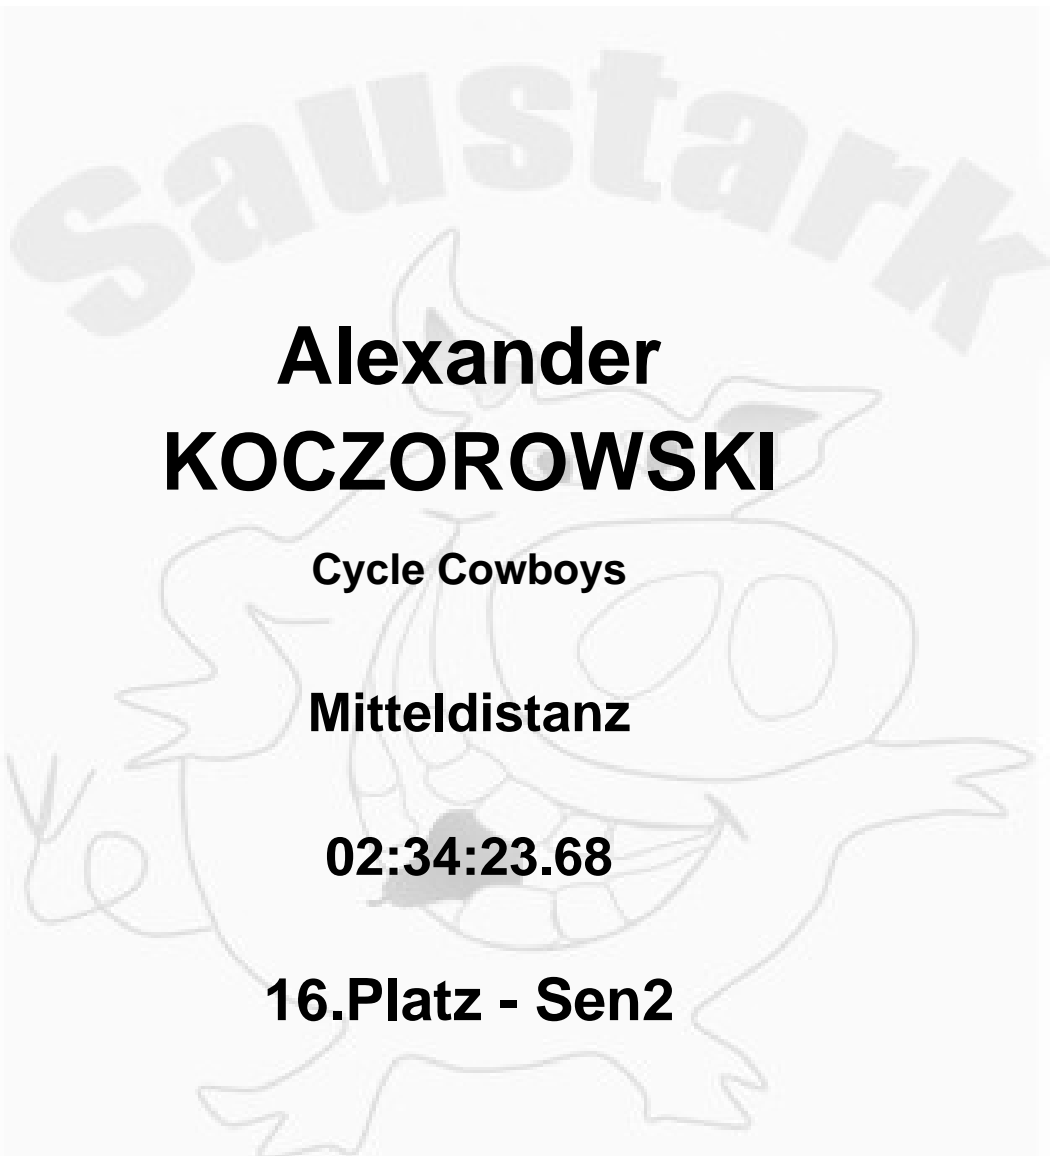 Saustark
Alexander
KOCZOROWSKI
Cycle Cowboys
Mitteldistanz
02:34:23.68
16.Platz - Sen2